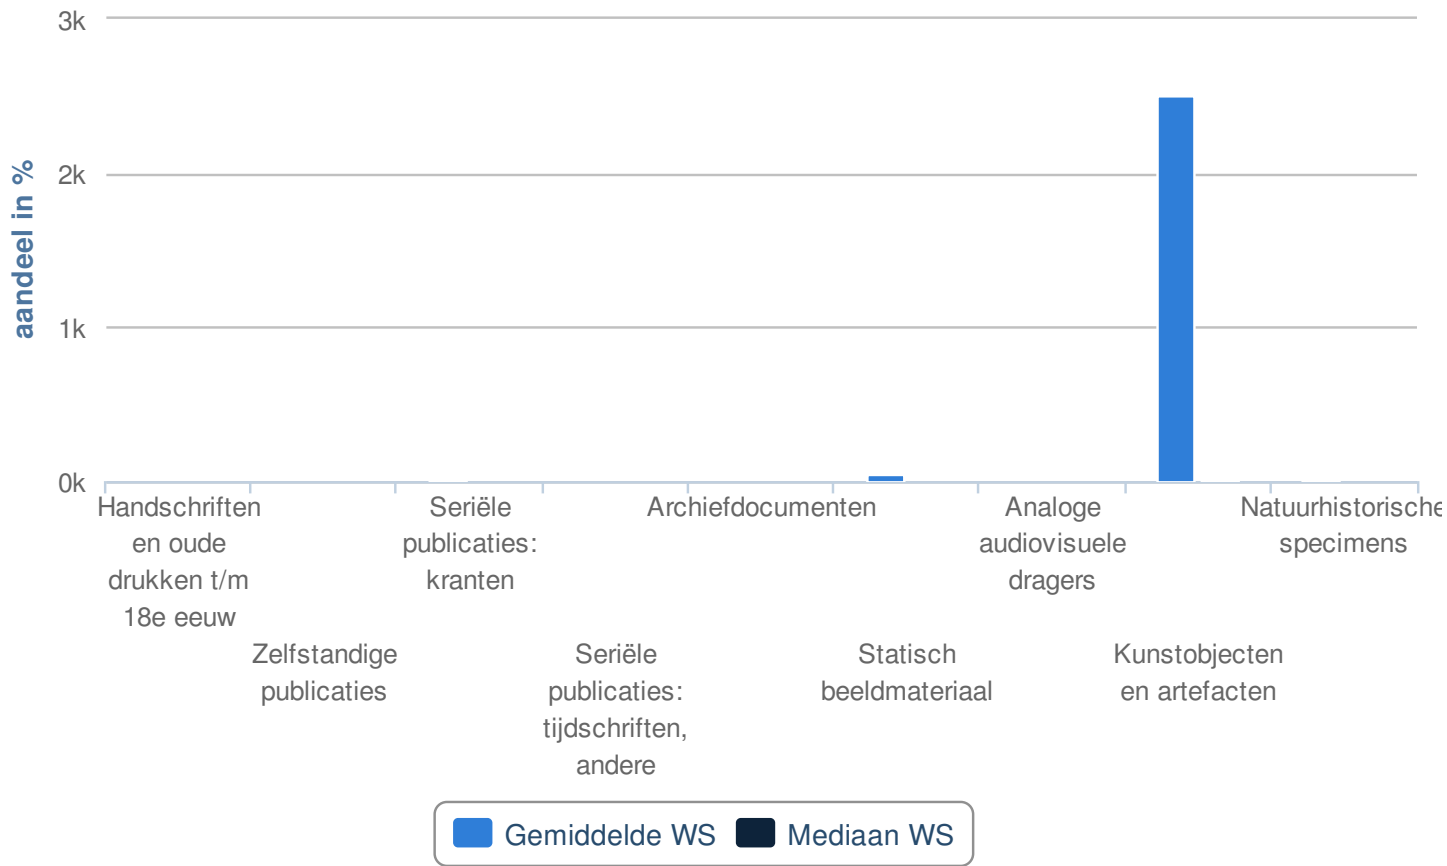 3k
2k
1k
0k
aandeel in %
Handschriften
en oude
drukken t/m
18e eeuw
Zelfstandige
publicaties
Seriële
publicaties:
kranten
Seriële
publicaties:
tijdschriften,
andere
Archiefdocumenten
Statisch
beeldmateriaal
Analoge
audiovisuele
dragers
Kunstobjecten
en artefacten
Natuurhistorische
specimens
Gemiddelde WS
Mediaan WS